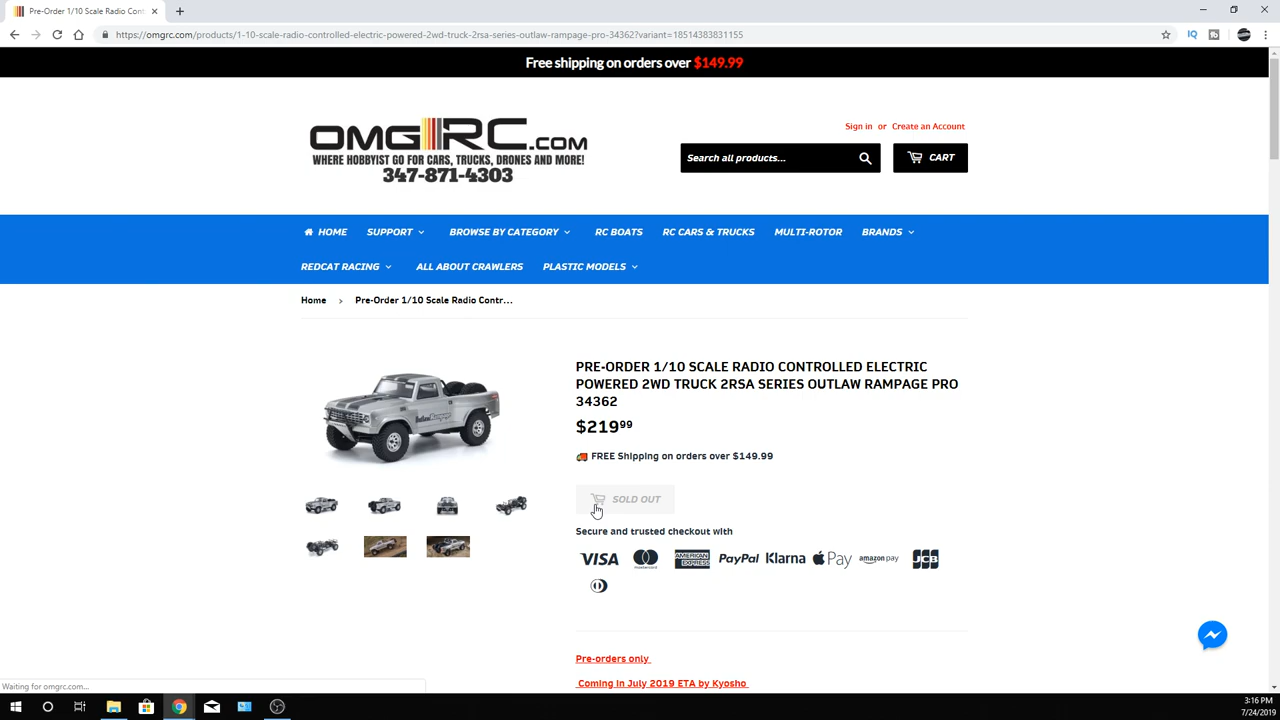 Pre-Order 1/10 Scale Radio Cont
https://omgrc.com/products/1-10-scale-radio-controlled-electric-powered-2wd-truck-2rsa-series-outlaw-rampage-pro-34362?variant=18514383831155
IQ
Free shipping on orders over $149.99
OMGRC.COM
WHERE HOBBYIST GO FOR CARS, TRUCKS, DRONES AND MORE!
347-871-4303
Sign in or Create an Account
Search all products...
CART
HOME SUPPORT BROWSE BY CATEGORY RC BOATS RC CARS & TRUCKS MULTI-ROTOR BRANDS
REDCAT RACING ALL ABOUT CRAWLERS PLASTIC MODELS
Home › Pre-Order 1/10 Scale Radio Contr...
PRE-ORDER 1/10 SCALE RADIO CONTROLLED ELECTRIC
POWERED 2WD TRUCK 2RSA SERIES OUTLAW RAMPAGE PRO
34362
$219.99
FREE Shipping on orders over $149.99
SOLD OUT
Secure and trusted checkout with
VISA mastercard AMERICAN EXPRESS PayPal Klarna Apple Pay amazon pay JCB
Pre-orders only
Coming In July 2019 ETA by Kyosho
Waiting for omgrc.com...
3:16 PM
7/24/2019